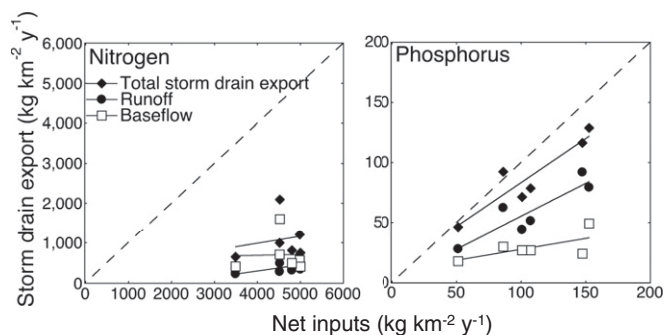 Nitrogen
Total storm drain export
Runoff
Baseflow
6,000
5,000
4,000
3,000
2,000
1,000
0
0 1000 2000 3000 4000 5000 6000
Storm drain export (kg km-2 y-1)
Phosphorus
200
150
100
50
0
0 50 100 150 200
Net inputs (kg km-2 y-1)